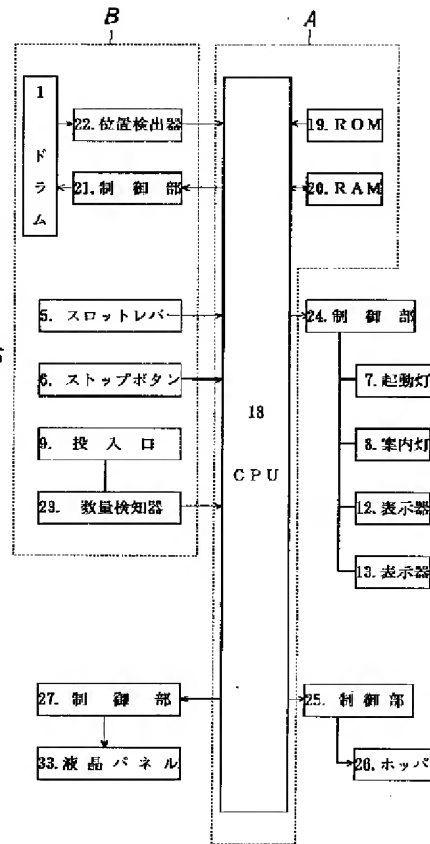 B
A
1
ドラム
22.位置検出器
19.ROM
21.制御部
20.RAM
5.スロットレバー
24.制御部
6.ストップボタン
7.起動灯
18
CPU
9.投入口
8.案内灯
23.数量検知器
12.表示器
13.表示器
27.制御部
25.制御部
33.液晶パネル
26.ホッパ